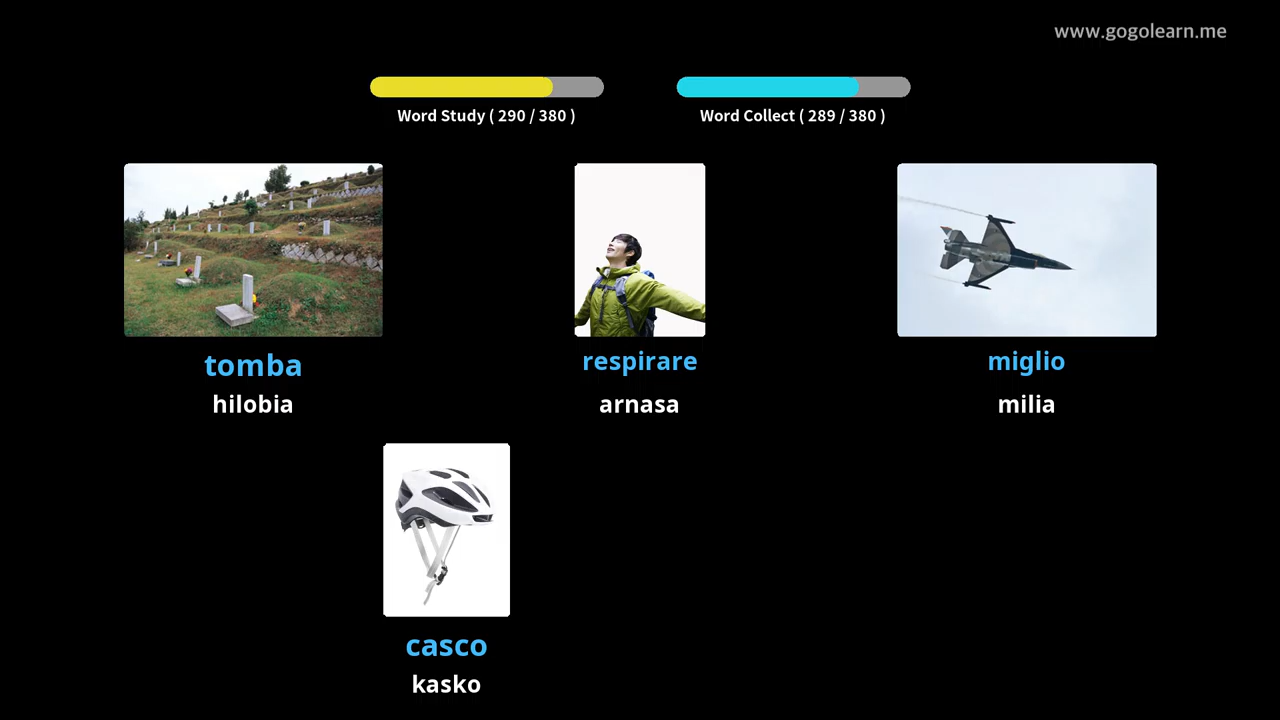 www.gogolearn.me
Word Study ( 290 / 380 )
Word Collect ( 289 / 380 )
tomba
hilobia
respirare
arnasa
miglio
milia
casco
kasko